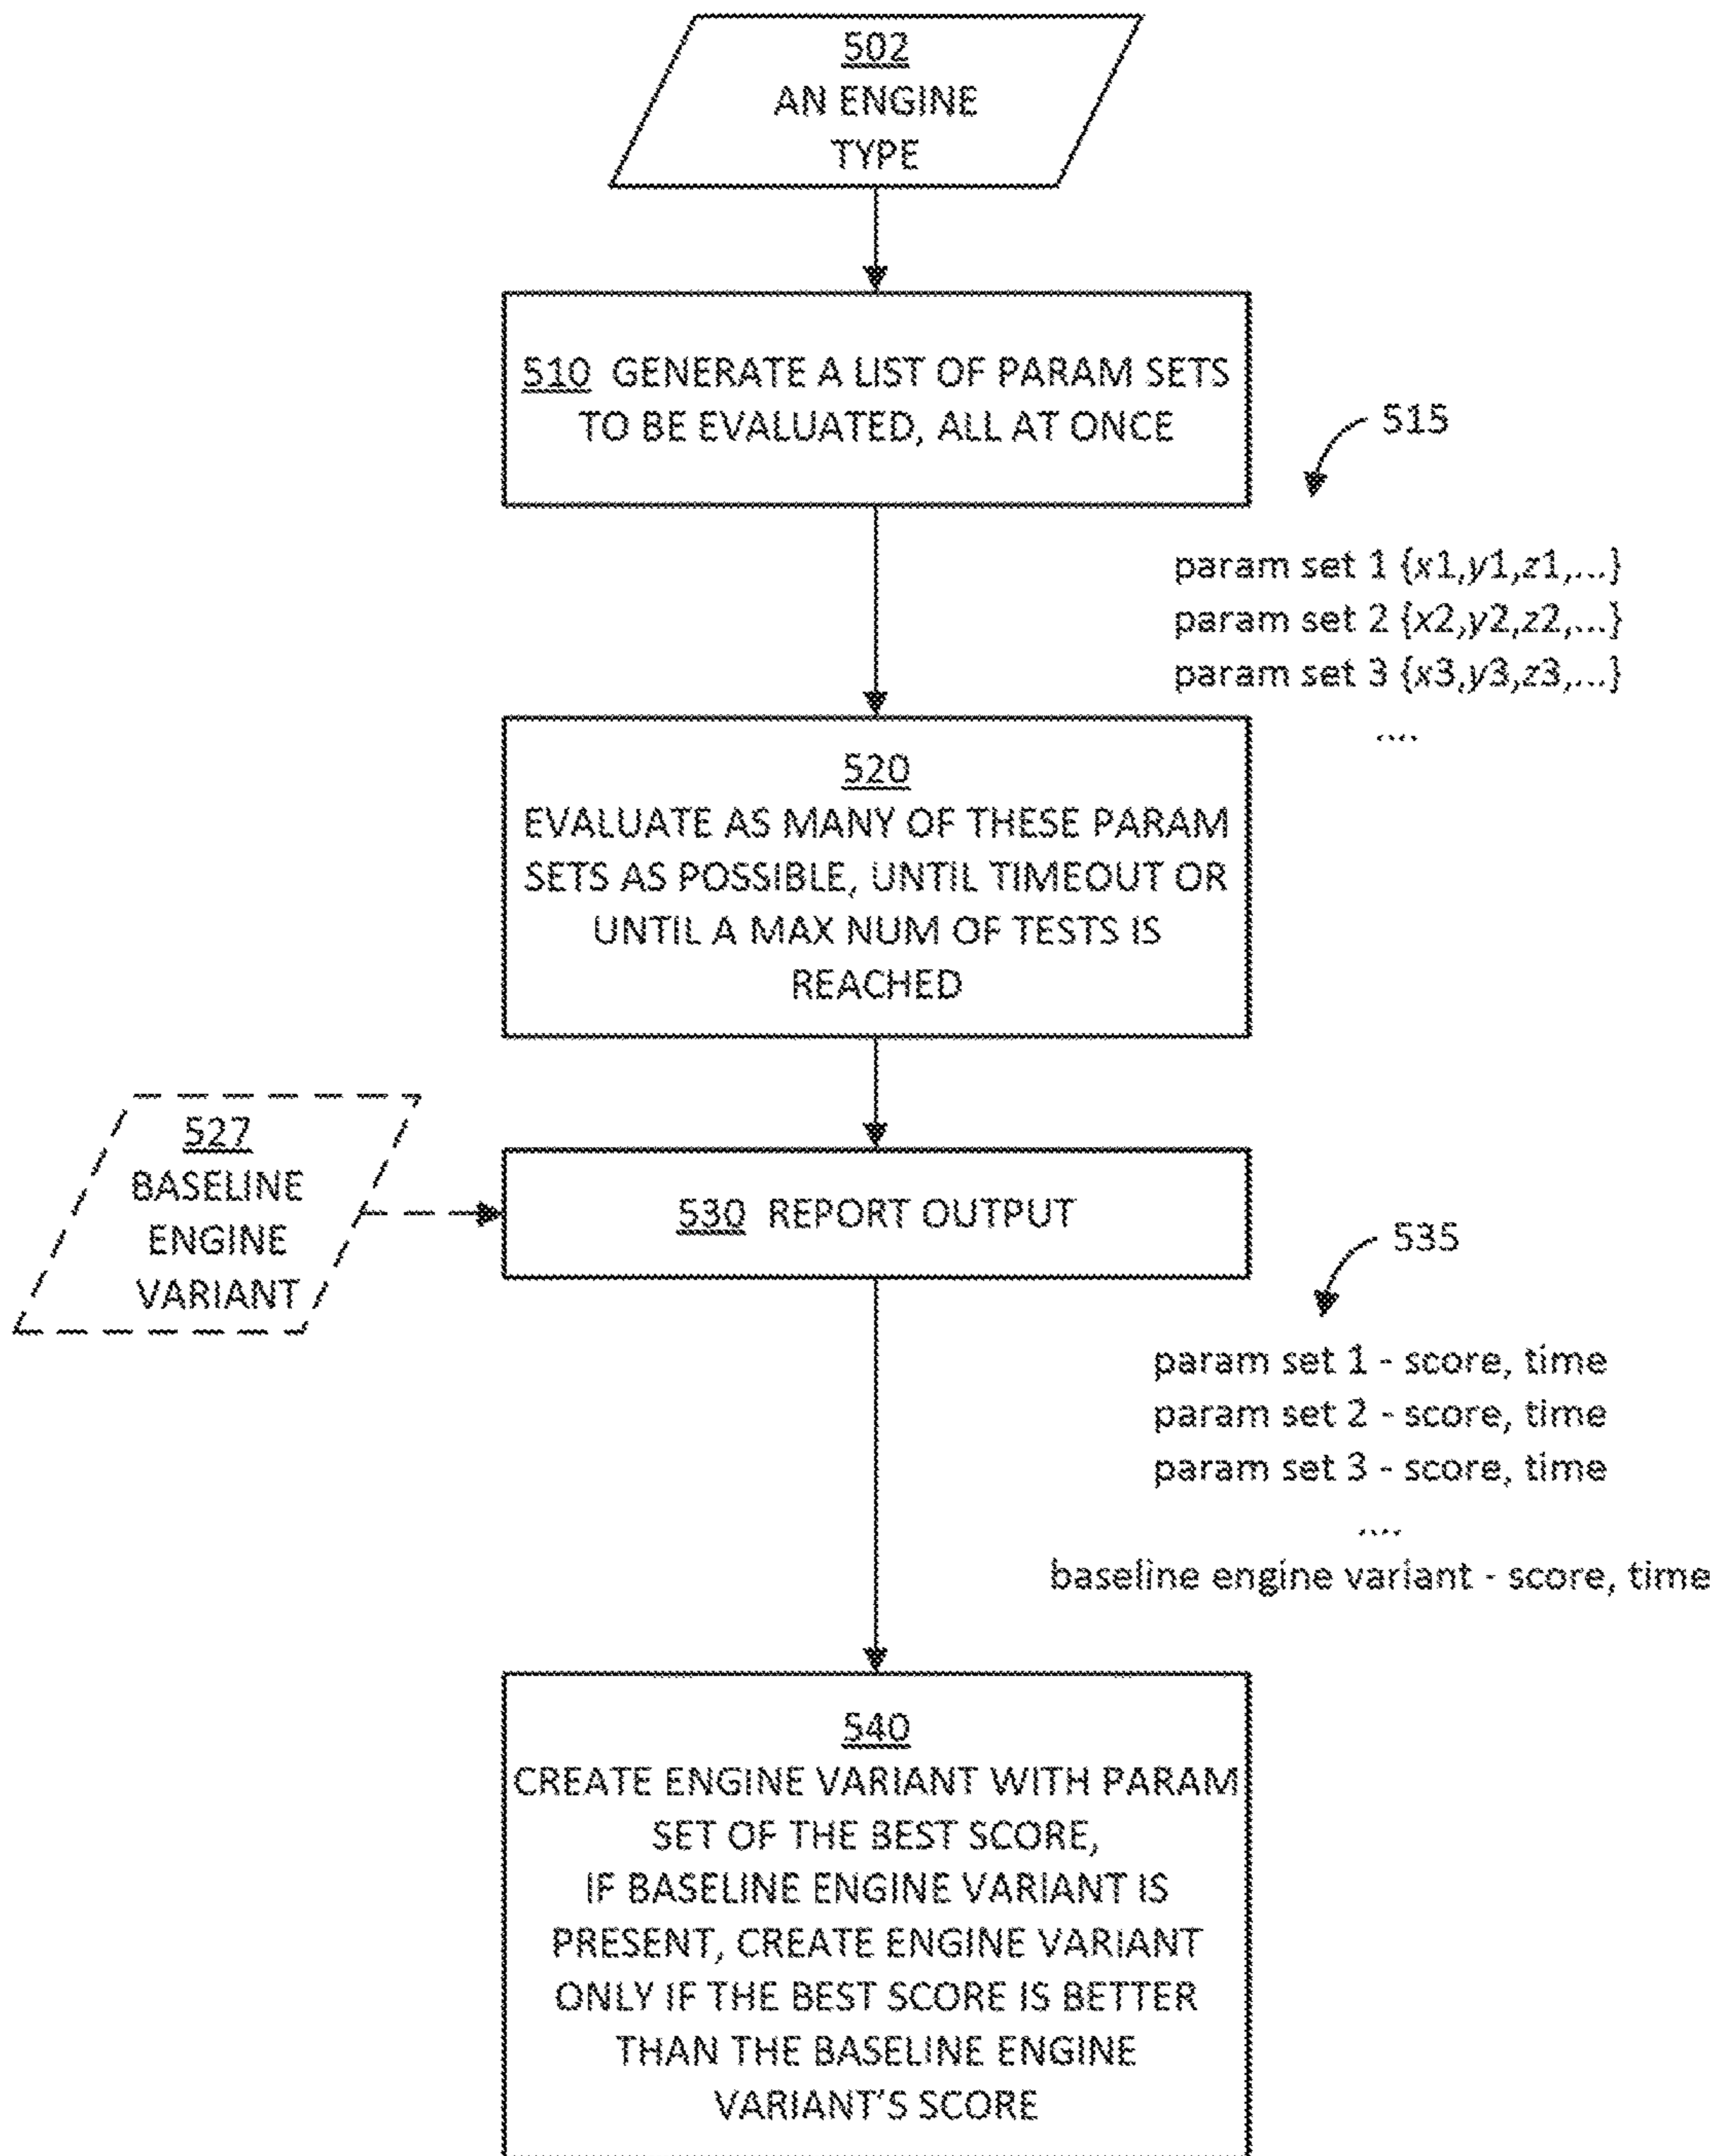 502
AN ENGINE
TYPE
510 GENERATE A LIST OF PARAM SETS
TO BE EVALUATED, ALL AT ONCE
515
param set 1 {x1,y1,z1,...}
param set 2 {x2,y2,z2,...}
param set 3 {x3,y3,z3,...}
....
520
EVALUATE AS MANY OF THESE PARAM
SETS AS POSSIBLE, UNTIL TIMEOUT OR
UNTIL A MAX NUM OF TESTS IS
REACHED
527
BASELINE
ENGINE
VARIANT
530 REPORT OUTPUT
535
param set 1 - score, time
param set 2 - score, time
param set 3 - score, time
....
baseline engine variant - score, time
540
CREATE ENGINE VARIANT WITH PARAM
SET OF THE BEST SCORE,
IF BASELINE ENGINE VARIANT IS
PRESENT, CREATE ENGINE VARIANT
ONLY IF THE BEST SCORE IS BETTER
THAN THE BASELINE ENGINE
VARIANT'S SCORE